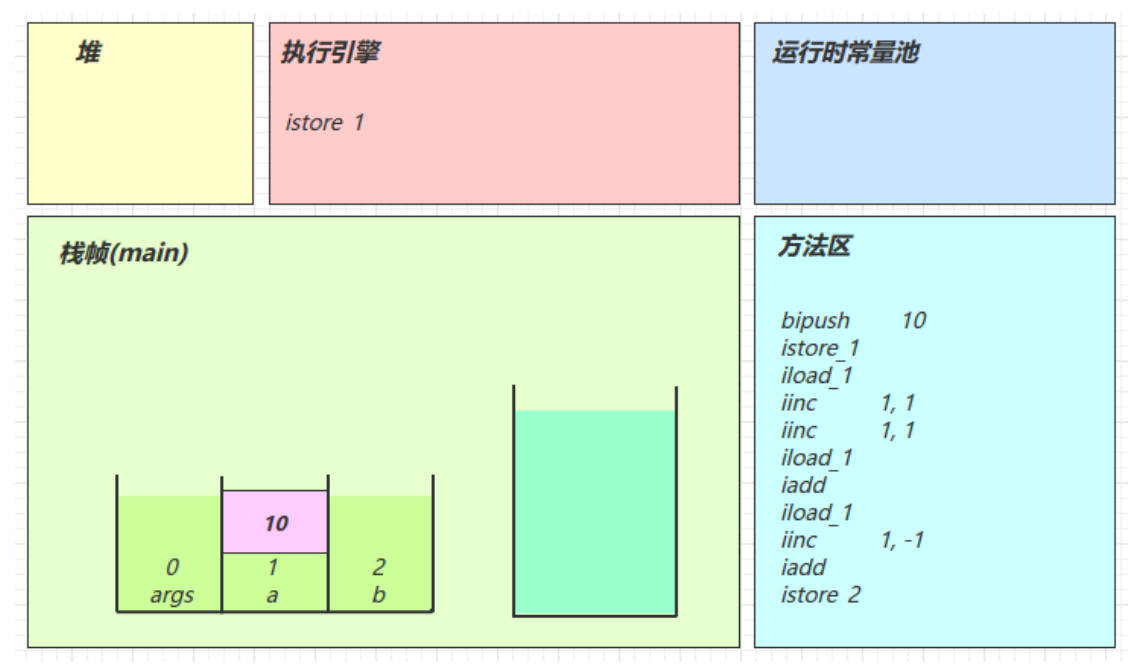 堆
执行引擎
istore 1
运行时常量池
栈帧(main)
10
0 1 2
args a b
方法区
bipush 10
istore_1
iload_1
iinc 1, 1
iinc 1, 1
iload_1
iadd
iload_1
iinc 1, -1
iadd
istore 2